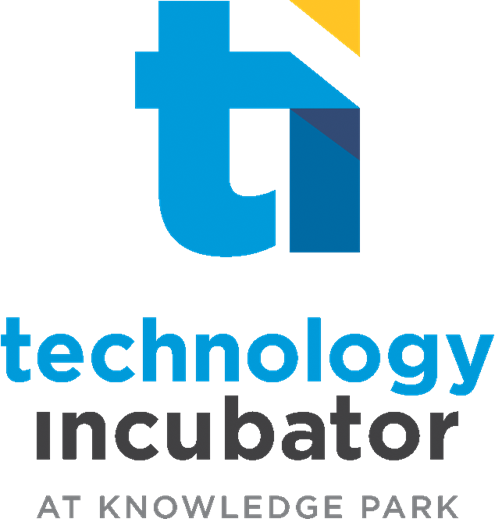 ti
technology
incubator
AT KNOWLEDGE PARK